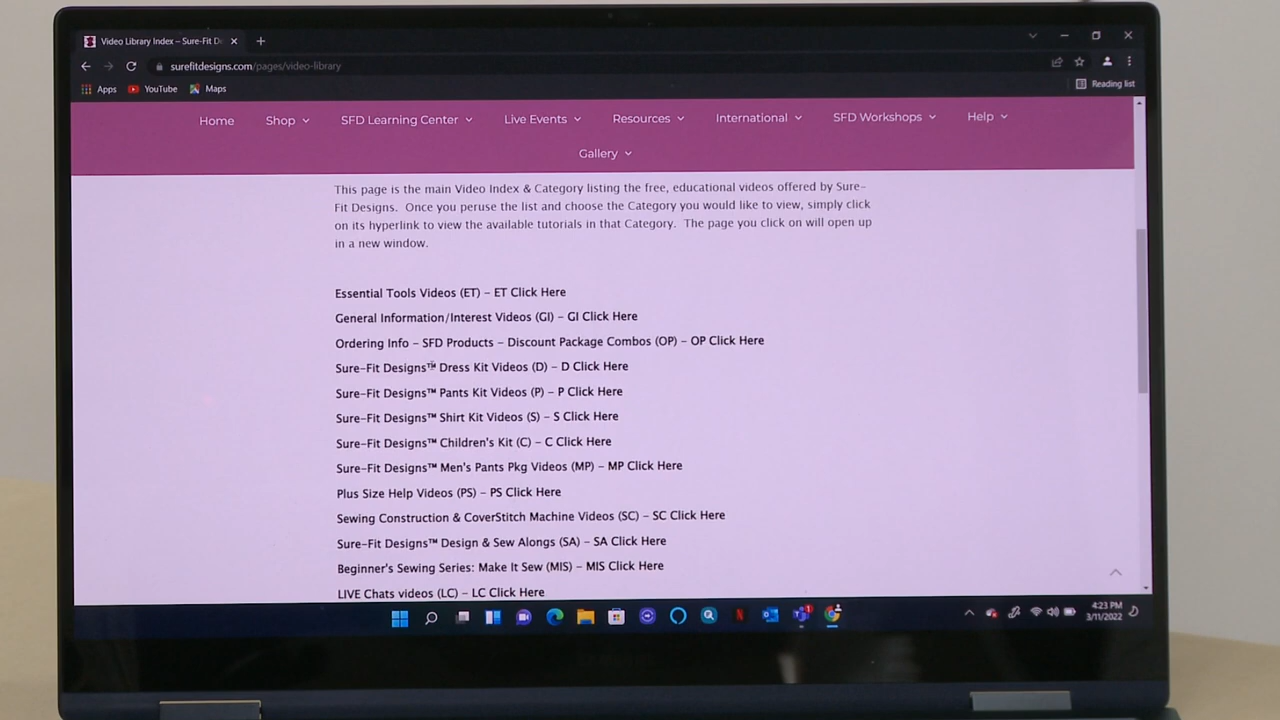 Video Library Index – Sure-Fit D
surefitdesigns.com/pages/video-library
Apps YouTube Maps Reading list
Home Shop SFD Learning Center Live Events Resources International SFD Workshops Help
Gallery
This page is the main Video Index & Category listing the free, educational videos offered by Sure-
Fit Designs. Once you peruse the list and choose the Category you would like to view, simply click
on its hyperlink to view the available tutorials in that Category. The page you click on will open up
in a new window.
Essential Tools Videos (ET) – ET Click Here
General Information/Interest Videos (GI) – GI Click Here
Ordering Info – SFD Products – Discount Package Combos (OP) – OP Click Here
Sure-Fit Designs™ Dress Kit Videos (D) – D Click Here
Sure-Fit Designs™ Pants Kit Videos (P) – P Click Here
Sure-Fit Designs™ Shirt Kit Videos (S) – S Click Here
Sure-Fit Designs™ Children's Kit (C) – C Click Here
Sure-Fit Designs™ Men's Pants Pkg Videos (MP) – MP Click Here
Plus Size Help Videos (PS) – PS Click Here
Sewing Construction & CoverStitch Machine Videos (SC) – SC Click Here
Sure-Fit Designs™ Design & Sew Alongs (SA) – SA Click Here
Beginner's Sewing Series: Make It Sew (MIS) – MIS Click Here
LIVE Chats videos (LC) – LC Click Here
4:23 PM
3/11/2022